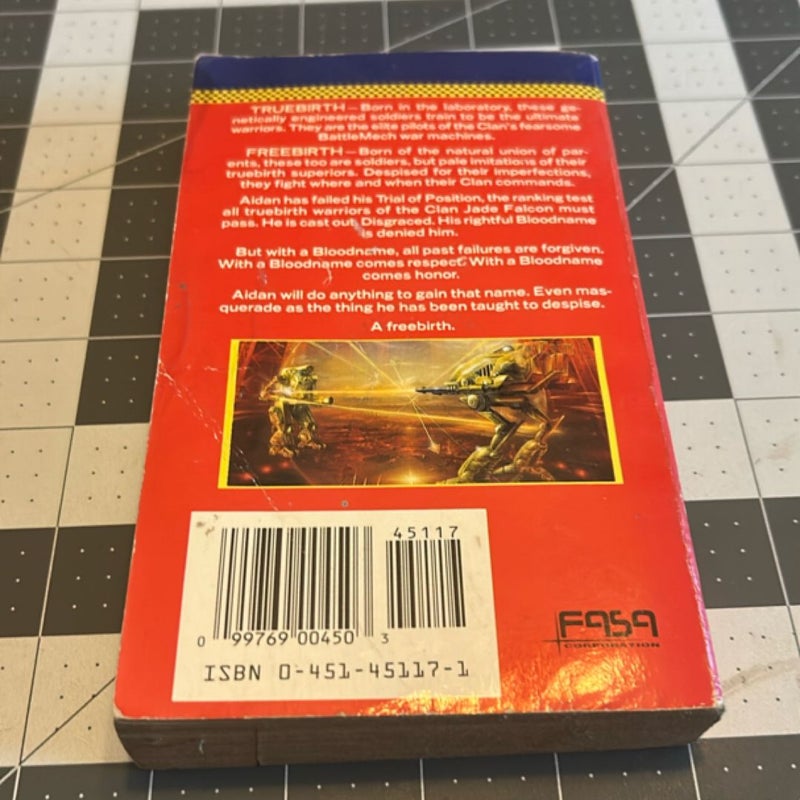 TRUEBIRTH—Born in the laboratory, these ge-
netically engineered soldiers train to be the ultimate
warriors. They are the elite pilots of the Clan's fearsome
BattleMech war machines.
FREEBIRTH—Born of the natural union of par-
ents, these too are soldiers, but pale imitations of their
truebirth superiors. Despised for their imperfections,
they fight where and when their Clan commands.
Aidan has failed his Trial of Position, the ranking test
all truebirth warriors of the Clan Jade Falcon must
pass. He is cast out. Disgraced. His rightful Bloodname
is denied him.
But with a Bloodname, all past failures are forgiven.
With a Bloodname comes respect. With a Bloodname
comes honor.
Aidan will do anything to gain that name. Even mas-
querade as the thing he has been taught to despise.
A freebirth.
45117
0 99769 00450 3
ISBN 0-451-45117-1
FASA
CORPORATION